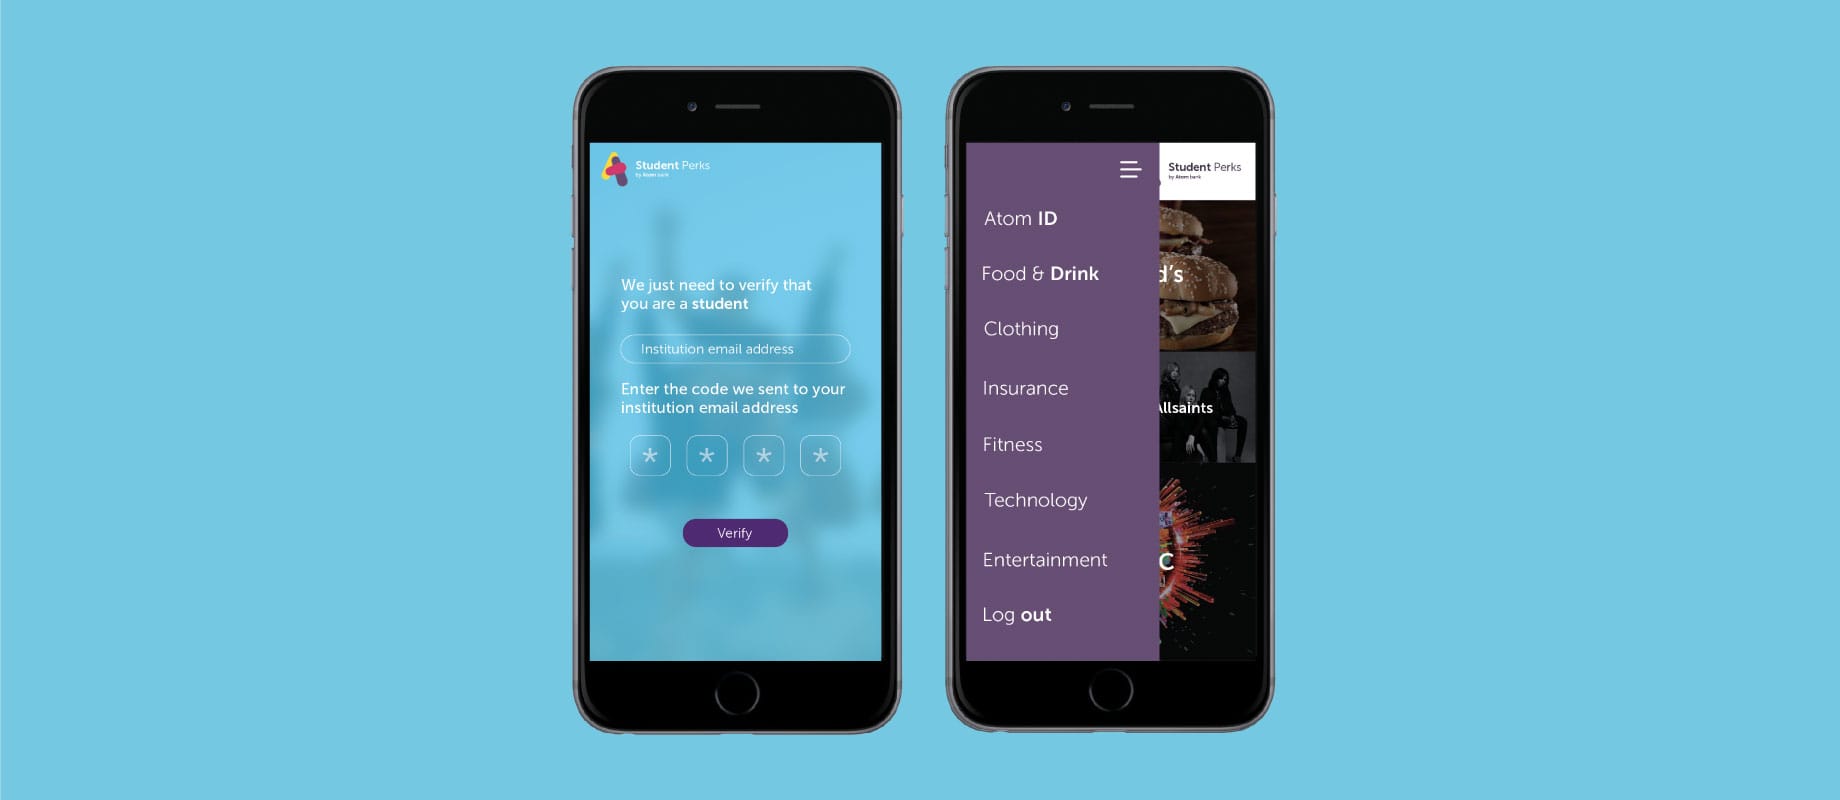 Student Perks
by Atom bank
We just need to verify that
you are a student
Institution email address
Enter the code we sent to your
institution email address
* * * *
Verify
Student Perks
by Atom bank
Atom ID
Food & Drink
Clothing
Insurance
Fitness
Technology
Entertainment
Log out
d's
Allsaints
C